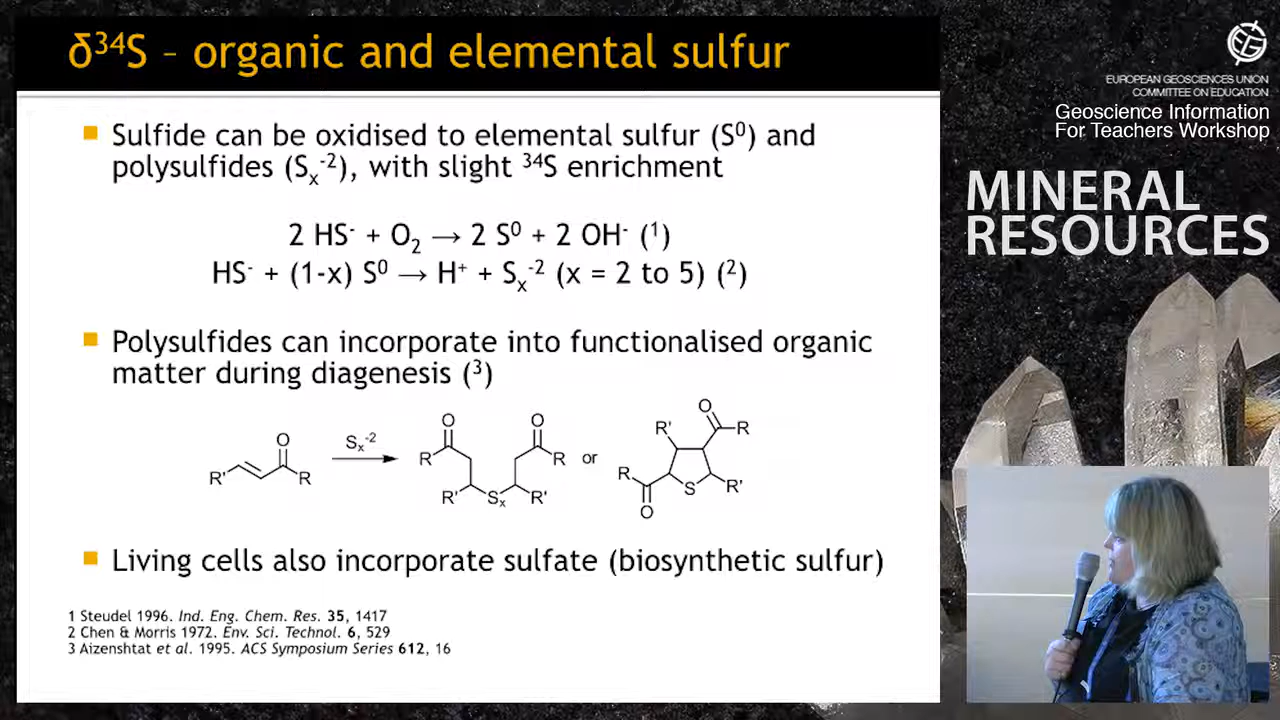 δ³⁴S – organic and elemental sulfur
Sulfide can be oxidised to elemental sulfur (S⁰) and
polysulfides (Sₓ⁻²), with slight ³⁴S enrichment
2 HS⁻ + O₂ → 2 S⁰ + 2 OH⁻ (¹)
HS⁻ + (1-x) S⁰ → H⁺ + Sₓ⁻² (x = 2 to 5) (²)
Polysulfides can incorporate into functionalised organic
matter during diagenesis (³)
R' O R Sₓ⁻² O O R R R' Sₓ R' or R' O R R O S R'
Living cells also incorporate sulfate (biosynthetic sulfur)
1 Steudel 1996. Ind. Eng. Chem. Res. 35, 1417
2 Chen & Morris 1972. Env. Sci. Technol. 6, 529
3 Aizenshtat et al. 1995. ACS Symposium Series 612, 16
EGU
EUROPEAN GEOSCIENCES UNION
COMMITTEE ON EDUCATION
Geoscience Information
For Teachers Workshop
MINERAL
RESOURCES